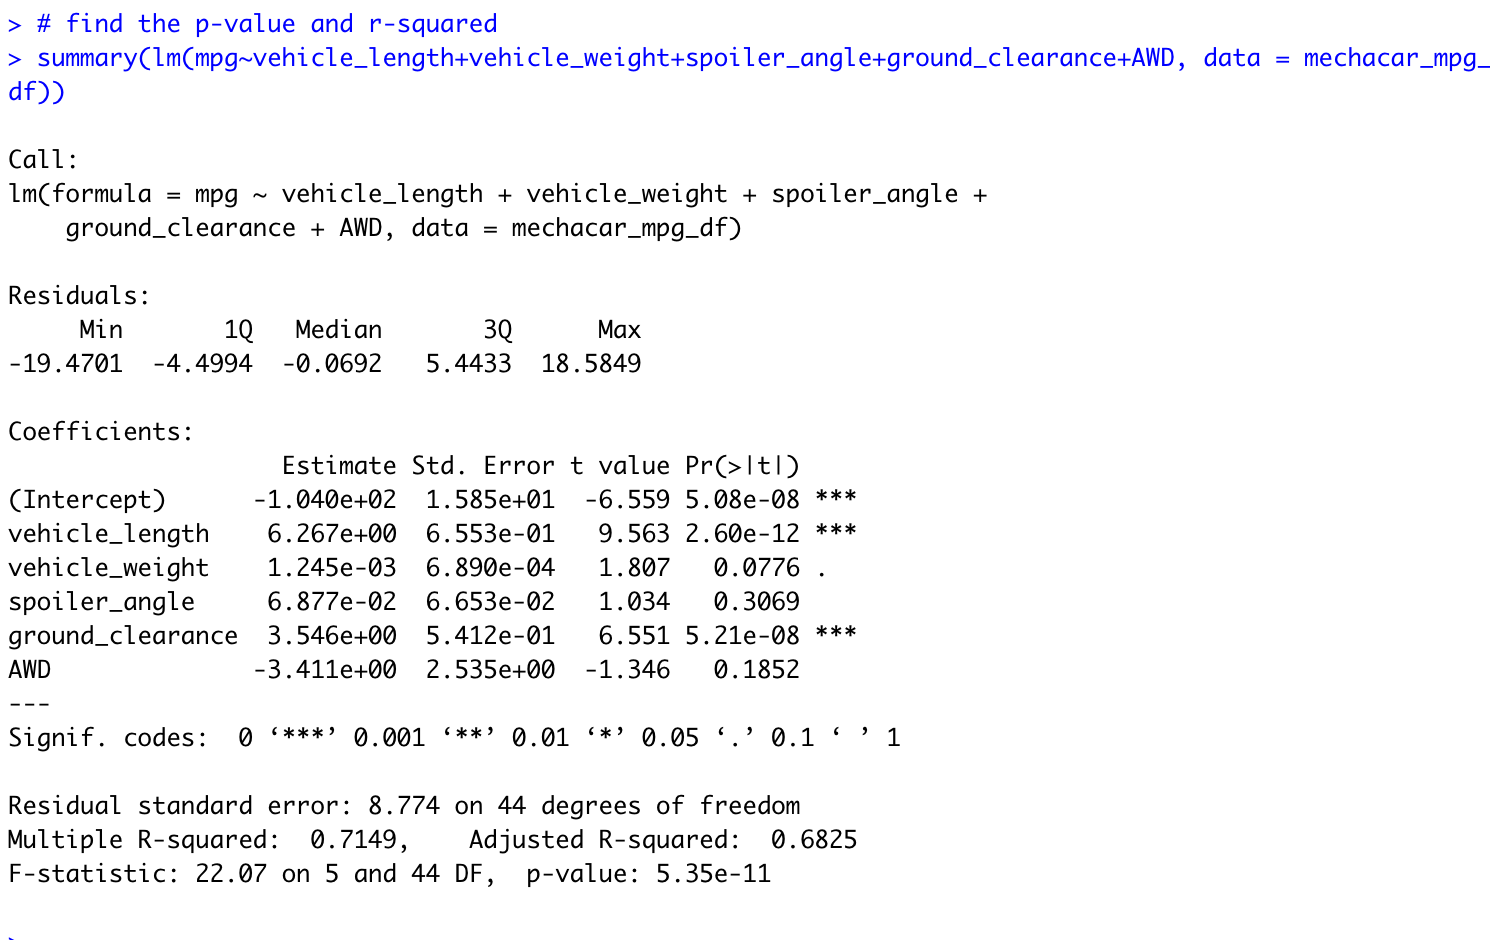 > # find the p-value and r-squared
> summary(lm(mpg~vehicle_length+vehicle_weight+spoiler_angle+ground_clearance+AWD, data = mechacar_mpg_
df))

Call:
lm(formula = mpg ~ vehicle_length + vehicle_weight + spoiler_angle +
    ground_clearance + AWD, data = mechacar_mpg_df)

Residuals:
     Min       1Q   Median       3Q      Max
-19.4701  -4.4994  -0.0692   5.4433  18.5849

Coefficients:
                   Estimate Std. Error t value Pr(>|t|)
(Intercept)      -1.040e+02  1.585e+01  -6.559 5.08e-08 ***
vehicle_length    6.267e+00  6.553e-01   9.563 2.60e-12 ***
vehicle_weight    1.245e-03  6.890e-04   1.807   0.0776 .
spoiler_angle     6.877e-02  6.653e-02   1.034   0.3069
ground_clearance  3.546e+00  5.412e-01   6.551 5.21e-08 ***
AWD              -3.411e+00  2.535e+00  -1.346   0.1852
---
Signif. codes:  0 ‘***’ 0.001 ‘**’ 0.01 ‘*’ 0.05 ‘.’ 0.1 ‘ ’ 1

Residual standard error: 8.774 on 44 degrees of freedom
Multiple R-squared:  0.7149,    Adjusted R-squared:  0.6825
F-statistic: 22.07 on 5 and 44 DF,  p-value: 5.35e-11

>